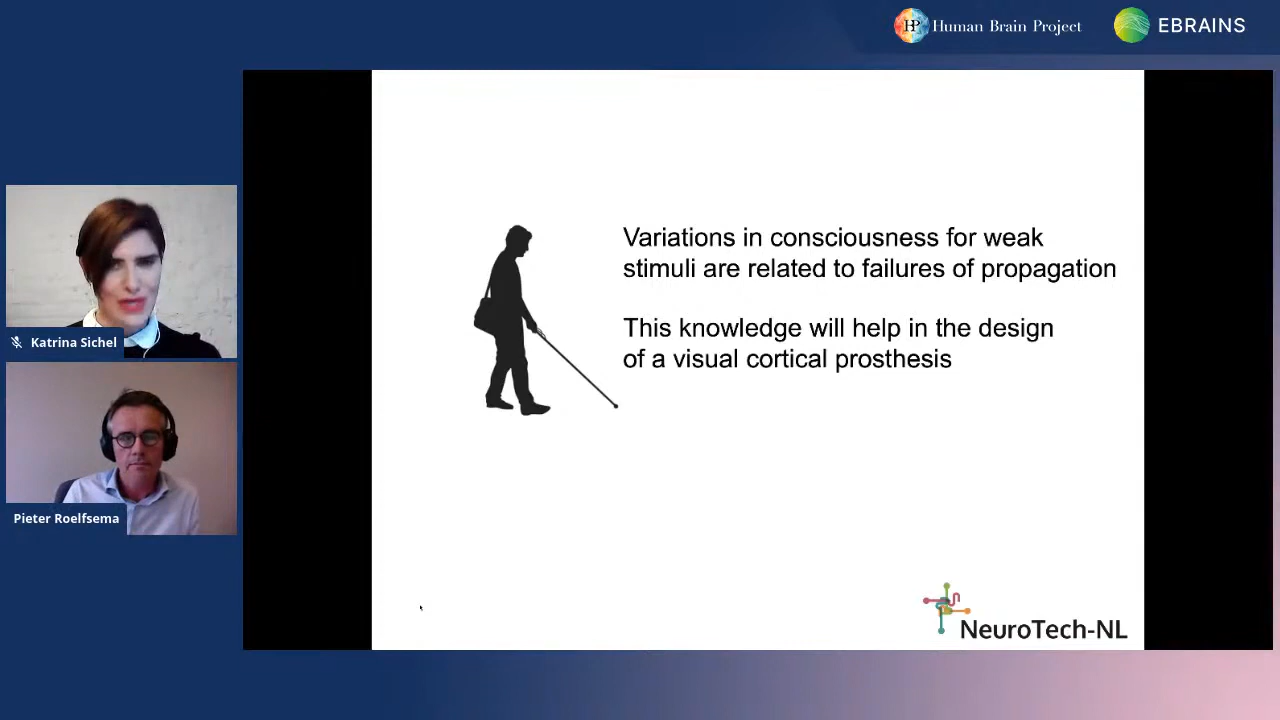 Human Brain Project
EBRAINS
Katrina Sichel
Pieter Roelfsema
Variations in consciousness for weak
stimuli are related to failures of propagation
This knowledge will help in the design
of a visual cortical prosthesis
NeuroTech-NL